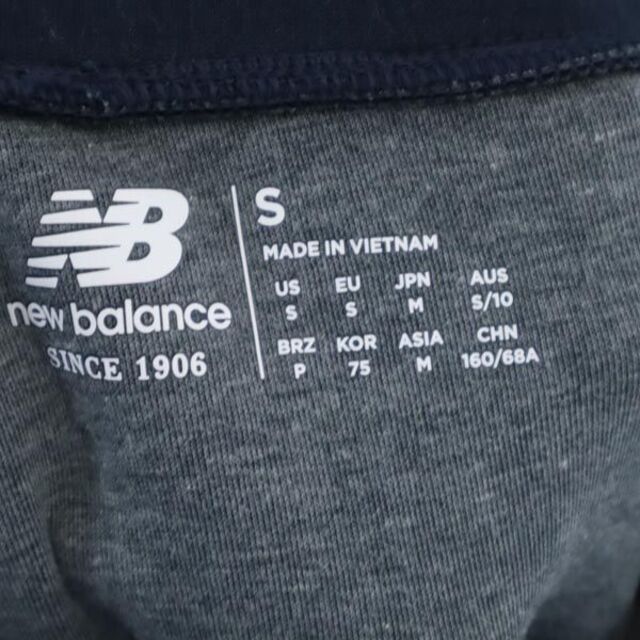 NB
new balance
SINCE 1906
S
MADE IN VIETNAM
US EU JPN AUS
S S M S/10
BRZ KOR ASIA CHN
P 75 M 160/68A